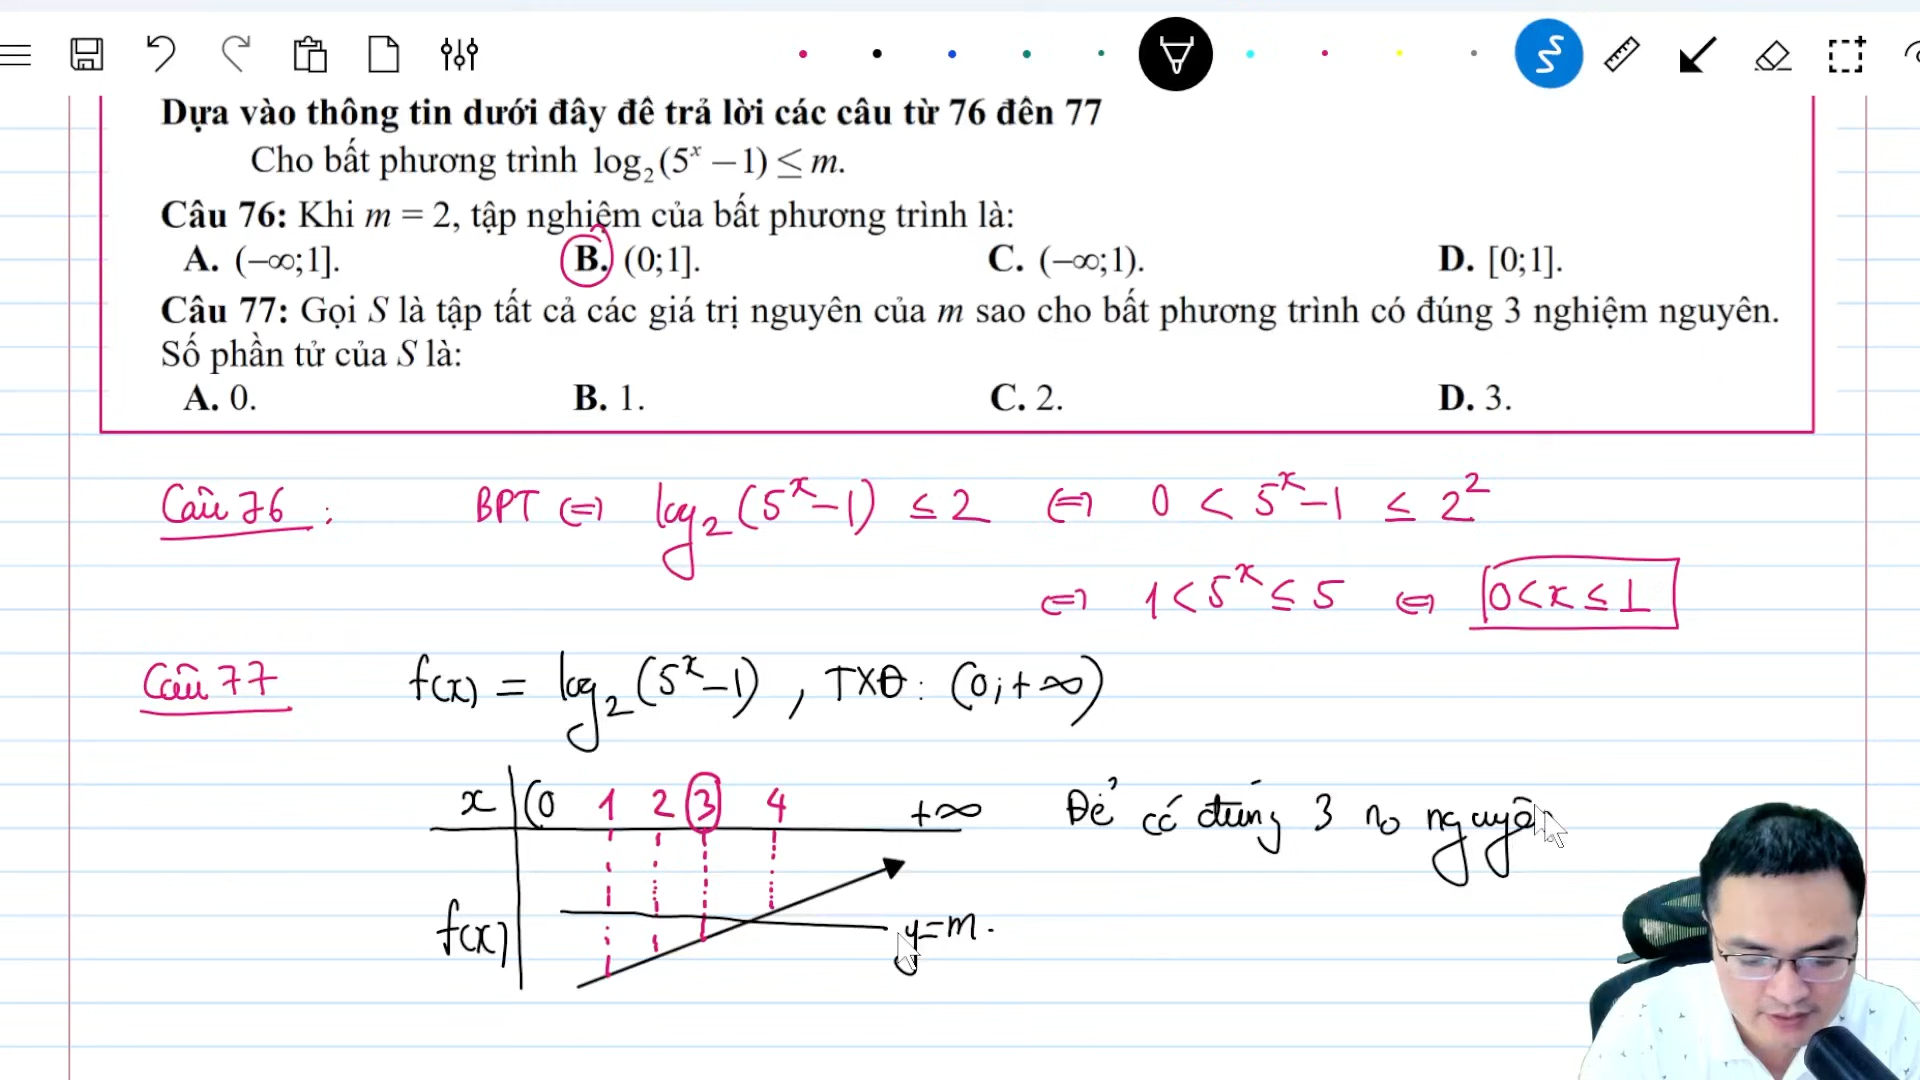 Dựa vào thông tin dưới đây để trả lời các câu từ 76 đến 77
Cho bất phương trình log₂(5ˣ − 1) ≤ m.
Câu 76: Khi m = 2, tập nghiệm của bất phương trình là:
A. (−∞;1]. B. (0;1]. C. (−∞;1). D. [0;1].
Câu 77: Gọi S là tập tất cả các giá trị nguyên của m sao cho bất phương trình có đúng 3 nghiệm nguyên.
Số phần tử của S là:
A. 0. B. 1. C. 2. D. 3.
Câu 76 : BPT ⇔ log₂(5ˣ−1) ≤ 2 ⇔ 0 < 5ˣ−1 ≤ 2²
⇔ 1 < 5ˣ ≤ 5 ⇔ 0<x≤1
Câu 77 f(x) = log₂(5ˣ−1) , TXĐ: (0;+∞)
x (0 1 2 3 4 +∞ Để có đúng 3 no nguyên
f(x) y=m.